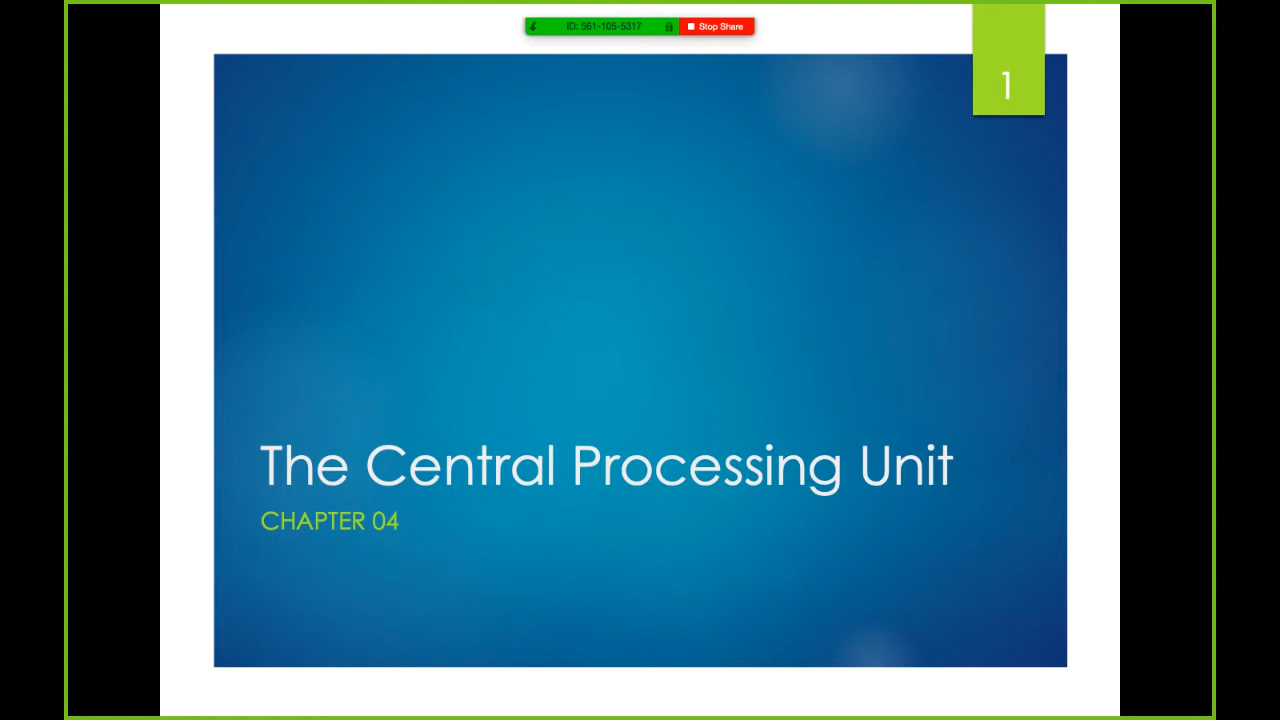 ID: 561-105-5317 Stop Share
1
The Central Processing Unit
CHAPTER 04